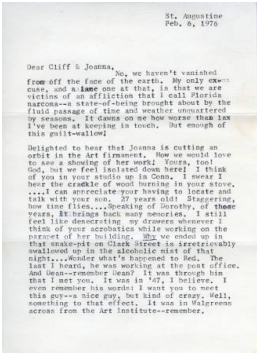 St. Augustine
Feb. 6, 1976
Dear Cliff & Joanna,
No, we haven't vanished
from off the face of the earth. My only ex---
cuse, and a lame one at that, is that we are
victims of an affliction that I call Florida
narcoma--a state-of-being brought about by the
fluid passage of time and weather unquartered
by seasons. It dawns on me how worse than lax
I've been at keeping in touch. But enough of
this guilt-wallow!
Delighted to hear that Joanna is cutting an
orbit in the Art firmament. How we would love
to see a showing of her work! Yours, too!
God, but we feel isolated down here! I think
of you in your studio up in Conn. I swear I
hear the crackle of wood burning in your stove.
....I can appreciate your having to locate and
talk with your son. 27 years old! Staggering,
how time flies....Speaking of Dorothy, of those
years, it brings back many memories. I still
feel like desecrating my drawers whenever I
think of your acrobatics while working on the
parapet of her building. Why we ended up in
that snake-pit on Clark Street is irretrievably
swallowed up in the alcoholic mist of that
night....Wonder what's happened to Red. The
last I heard, he was working at the post office.
And Dean--remember Dean? It was through him
that I met you. It was in '47, I believe. I
even remember his words: I want you to meet
this guy--a nice guy, but kind of crazy. Well,
something to that effect. It was in Walgreens
across from the Art Institute--remember,